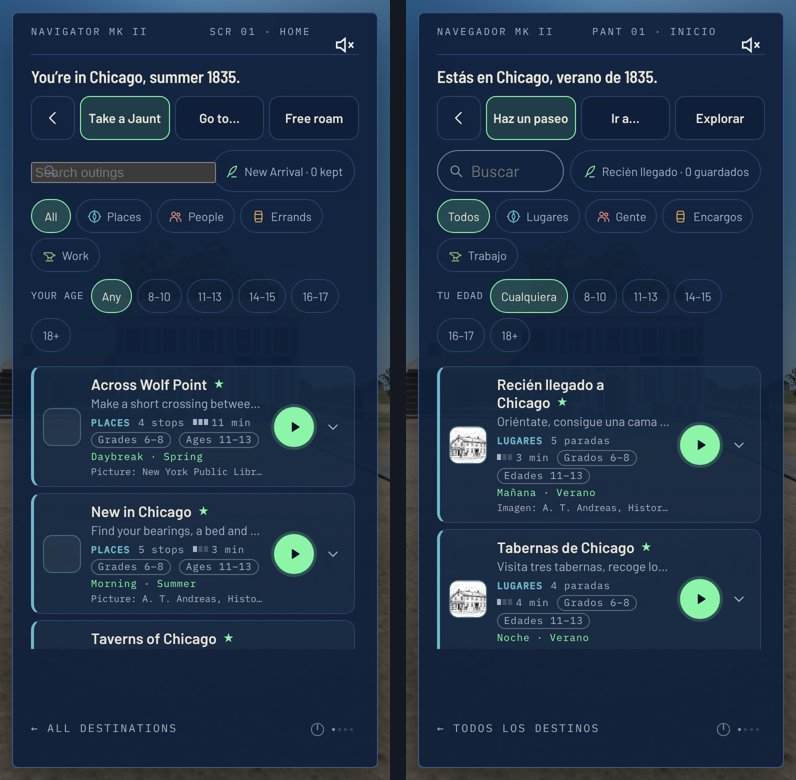 NAVIGATOR MK II SCR 01 · HOME
You're in Chicago, summer 1835.
Take a Jaunt Go to... Free roam
Search outings New Arrival · 0 kept
All Places People Errands
Work
YOUR AGE Any 8–10 11–13 14–15 16–17
18+
Across Wolf Point ★
Make a short crossing betwee...
PLACES 4 stops 11 min
Grades 6–8 Ages 11–13
Daybreak · Spring
Picture: New York Public Libr...
New in Chicago ★
Find your bearings, a bed and ...
PLACES 5 stops 3 min
Grades 6–8 Ages 11–13
Morning · Summer
Picture: A. T. Andreas, Histo...
Taverns of Chicago ★
← ALL DESTINATIONS
NAVEGADOR MK II PANT 01 · INICIO
Estás en Chicago, verano de 1835.
Haz un paseo Ir a... Explorar
Buscar Recién llegado · 0 guardados
Todos Lugares Gente Encargos
Trabajo
TU EDAD Cualquiera 8–10 11–13 14–15
16–17 18+
Recién llegado a
Chicago ★
Oriéntate, consigue una cama ...
LUGARES 5 paradas
3 min Grados 6–8
Edades 11–13
Mañana · Verano
Imagen: A. T. Andreas, Histor...
Tabernas de Chicago ★
Visita tres tabernas, recoge lo...
LUGARES 4 paradas
4 min Grados 6–8
Edades 11–13
Noche · Verano
← TODOS LOS DESTINOS